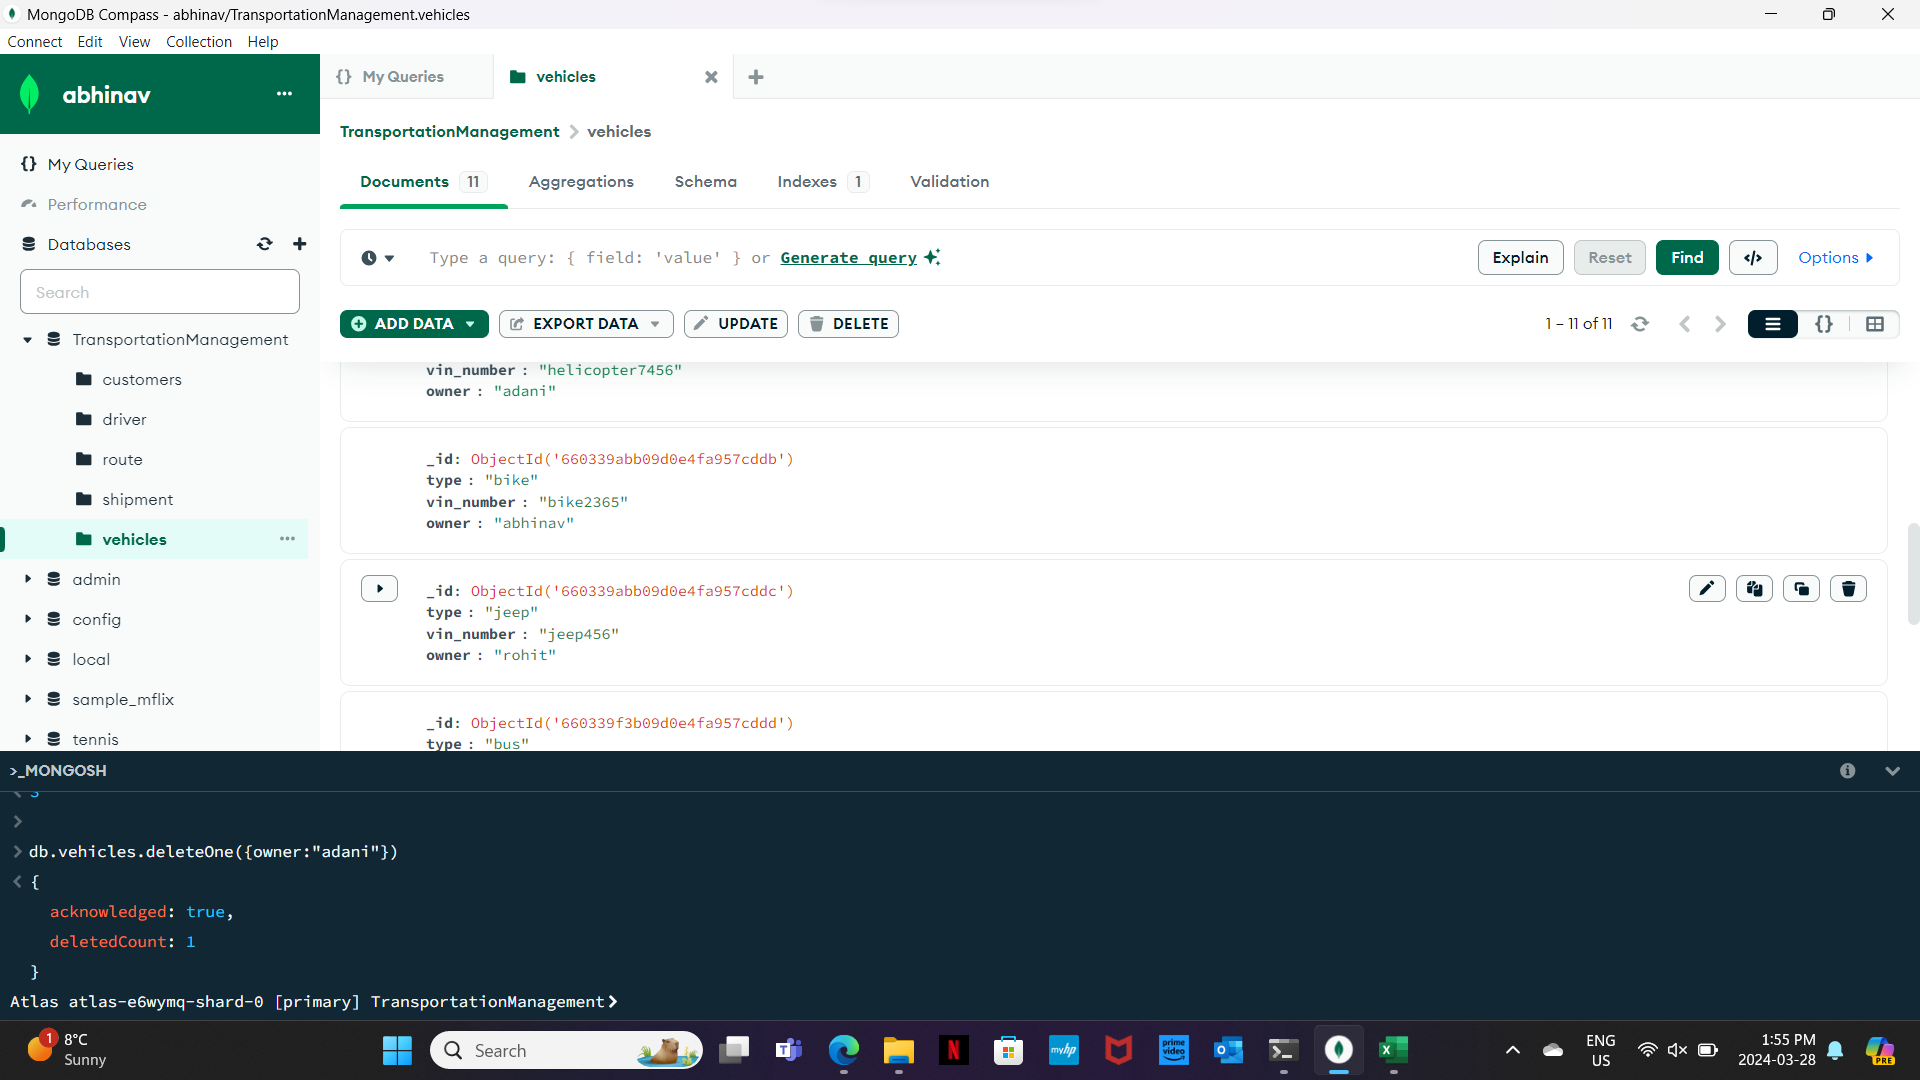 MongoDB Compass - abhinav/TransportationManagement.vehicles
Connect Edit View Collection Help
abhinav
My Queries
Performance
Databases
Search
TransportationManagement
customers
driver
route
shipment
vehicles
admin
config
local
sample_mflix
tennis
{} My Queries
vehicles
TransportationManagement > vehicles
Documents 11 Aggregations Schema Indexes 1 Validation
Type a query: { field: 'value' } or Generate query
Explain Reset Find </> Options
ADD DATA EXPORT DATA UPDATE DELETE
1 – 11 of 11
{}
vin_number : "helicopter7456"
owner : "adani"
_id: ObjectId('660339abb09d0e4fa957cddb')
type : "bike"
vin_number : "bike2365"
owner : "abhinav"
_id: ObjectId('660339abb09d0e4fa957cddc')
type : "jeep"
vin_number : "jeep456"
owner : "rohit"
_id: ObjectId('660339f3b09d0e4fa957cddd')
type : "bus"
>_MONGOSH
< 3
>
> db.vehicles.deleteOne({owner:"adani"})
< {
acknowledged: true,
deletedCount: 1
}
Atlas atlas-e6wymq-shard-0 [primary] TransportationManagement>
1
8°C
Sunny
Search
myhp
prime video
ENG
US
1:55 PM
2024-03-28
PRE